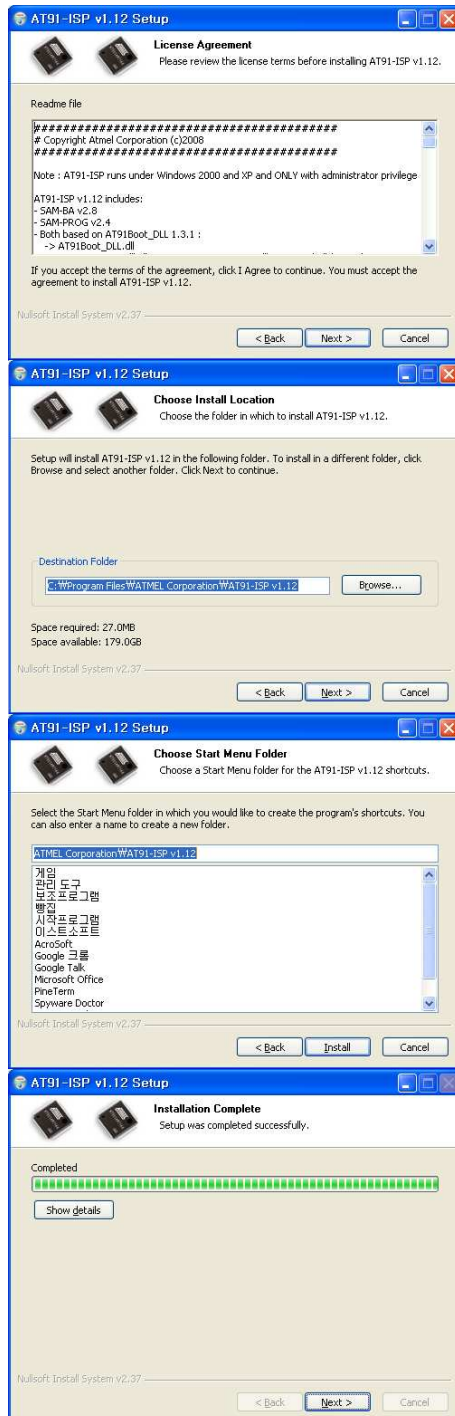 AT91-ISP v1.12 Setup
License Agreement
Please review the license terms before installing AT91-ISP v1.12.
Readme file
##########################################
# Copyright Atmel Corporation (c)2008
##########################################
Note : AT91-ISP runs under Windows 2000 and XP and ONLY with administrator privilege
AT91-ISP v1.12 includes:
- SAM-BA v2.8
- SAM-PROG v2.4
- Both based on AT91Boot_DLL 1.3.1 :
-> AT91Boot_DLL.dll
If you accept the terms of the agreement, click I Agree to continue. You must accept the
agreement to install AT91-ISP v1.12.
Nullsoft Install System v2.37
< Back
Next >
Cancel
AT91-ISP v1.12 Setup
Choose Install Location
Choose the folder in which to install AT91-ISP v1.12.
Setup will install AT91-ISP v1.12 in the following folder. To install in a different folder, click
Browse and select another folder. Click Next to continue.
Destination Folder
C:₩Program Files₩ATMEL Corporation₩AT91-ISP v1.12
Browse...
Space required: 27.0MB
Space available: 179.0GB
Nullsoft Install System v2.37
< Back
Next >
Cancel
AT91-ISP v1.12 Setup
Choose Start Menu Folder
Choose a Start Menu folder for the AT91-ISP v1.12 shortcuts.
Select the Start Menu folder in which you would like to create the program's shortcuts. You
can also enter a name to create a new folder.
ATMEL Corporation₩AT91-ISP v1.12
게임
관리 도구
보조프로그램
빵집
시작프로그램
이스트소프트
AcroSoft
Google 크롬
Google Talk
Microsoft Office
PineTerm
Spyware Doctor
Nullsoft Install System v2.37
< Back
Install
Cancel
AT91-ISP v1.12 Setup
Installation Complete
Setup was completed successfully.
Completed
Show details
Nullsoft Install System v2.37
< Back
Next >
Cancel